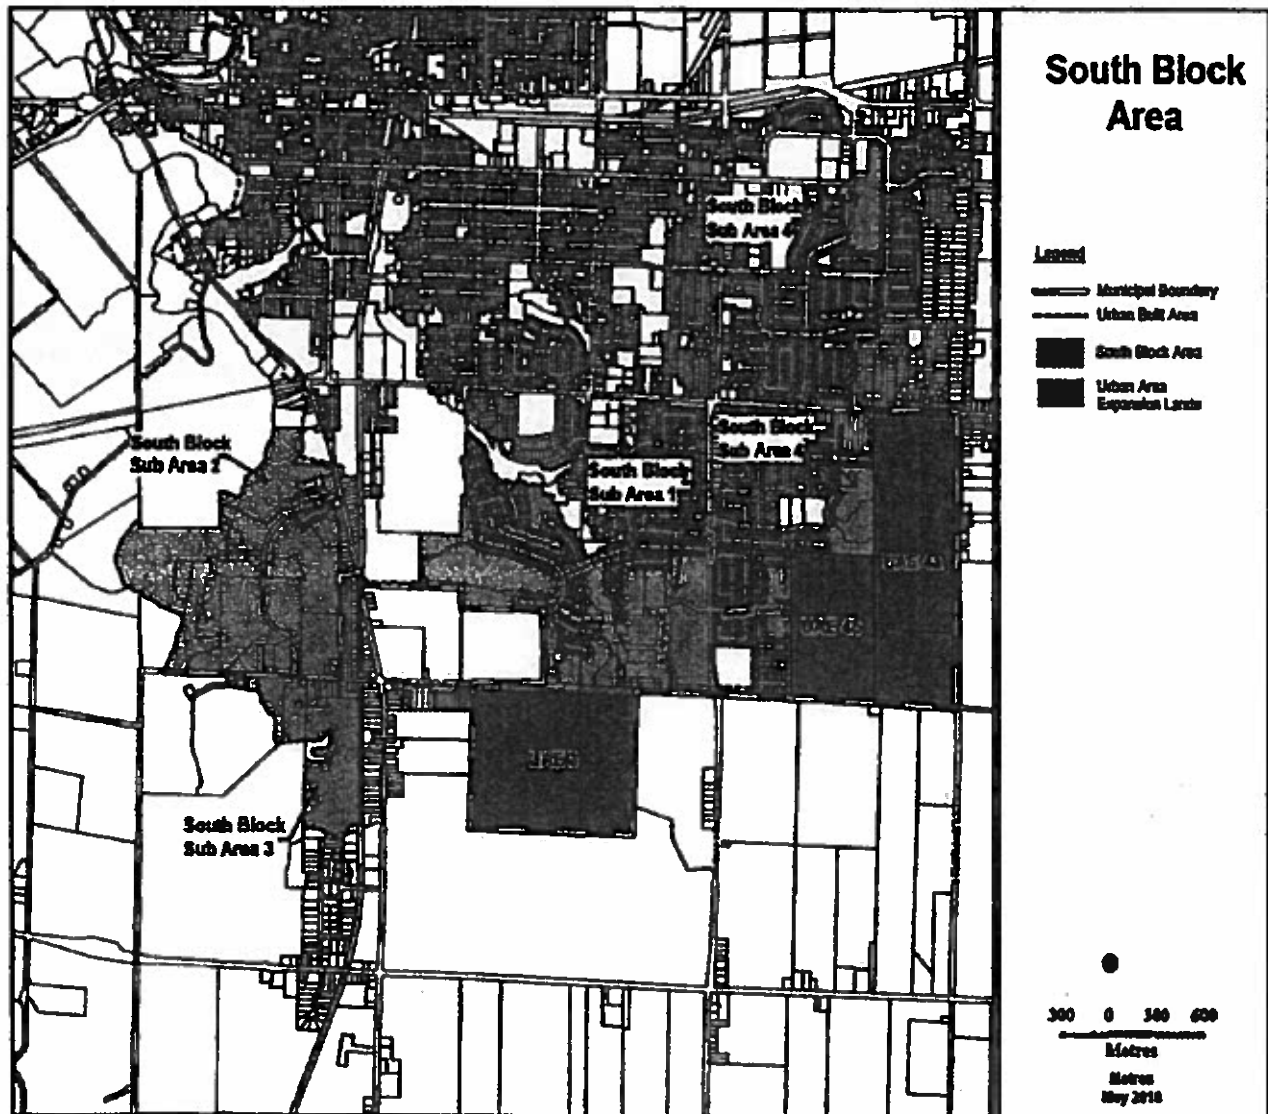 South Block
Area
Legend
Municipal Boundary
Urban Built Area
South Block Area
Urban Area
Expansion Lands
South Block
Sub Area 4
South Block
Sub Area 2
South Block
Sub Area 4
South Block
Sub Area 1
South Block
Sub Area 3
300 0 300 600
Metres
Metres
May 2018